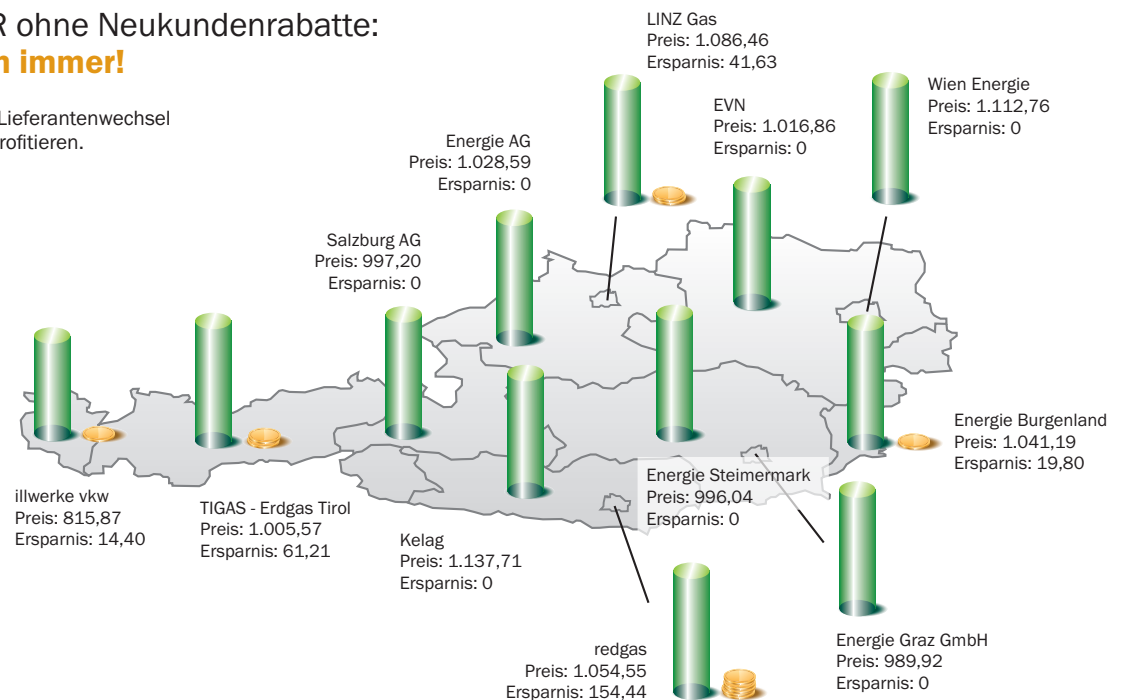 R ohne Neukundenrabatte:
n immer!
Lieferantenwechsel
rofitieren.
LINZ Gas
Preis: 1.086,46
Ersparnis: 41,63
Wien Energie
Preis: 1.112,76
Ersparnis: 0
EVN
Preis: 1.016,86
Ersparnis: 0
Energie AG
Preis: 1.028,59
Ersparnis: 0
Salzburg AG
Preis: 997,20
Ersparnis: 0
Energie Burgenland
Preis: 1.041,19
Ersparnis: 19,80
Energie Steimermark
Preis: 996,04
Ersparnis: 0
illwerke vkw
Preis: 815,87
Ersparnis: 14,40
TIGAS - Erdgas Tirol
Preis: 1.005,57
Ersparnis: 61,21
Kelag
Preis: 1.137,71
Ersparnis: 0
redgas
Preis: 1.054,55
Ersparnis: 154,44
Energie Graz GmbH
Preis: 989,92
Ersparnis: 0